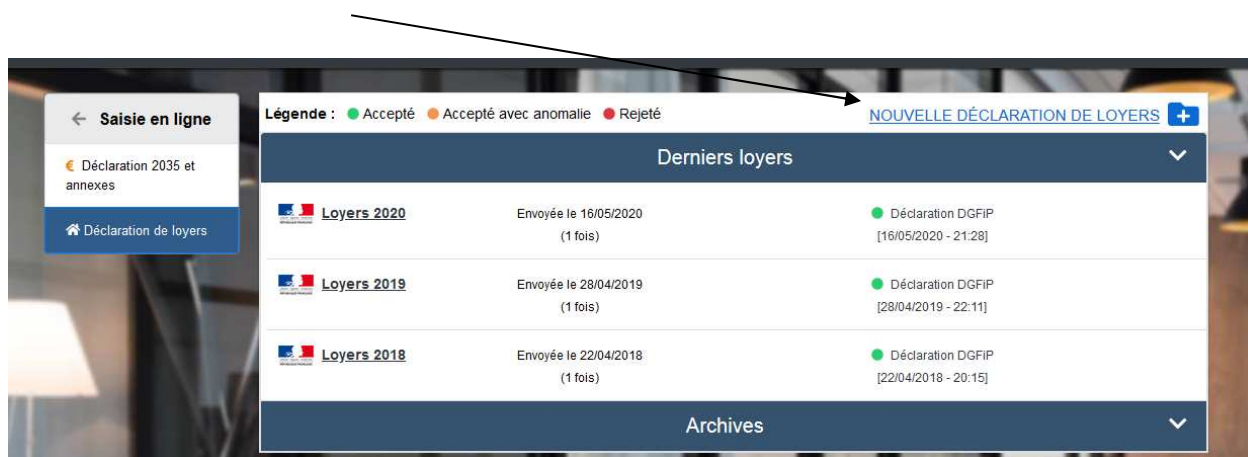 ← Saisie en ligne
€ Déclaration 2035 et
annexes
Déclaration de loyers
Légende : Accepté Accepté avec anomalie Rejeté
NOUVELLE DÉCLARATION DE LOYERS
Derniers loyers
Loyers 2020 Envoyée le 16/05/2020 Déclaration DGFiP
(1 fois) [16/05/2020 - 21:28]
Loyers 2019 Envoyée le 28/04/2019 Déclaration DGFiP
(1 fois) [28/04/2019 - 22:11]
Loyers 2018 Envoyée le 22/04/2018 Déclaration DGFiP
(1 fois) [22/04/2018 - 20:15]
Archives